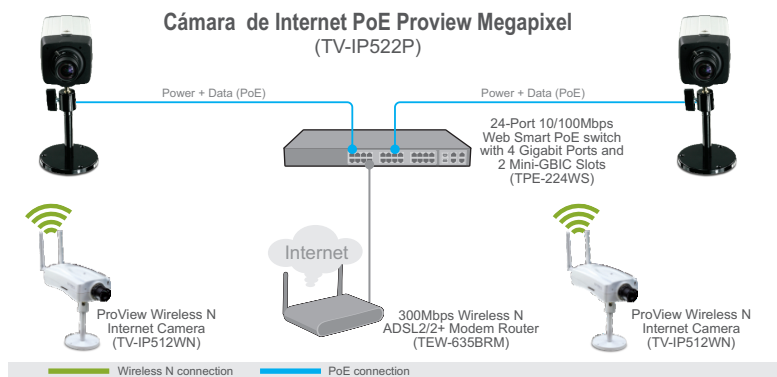 Cámara de Internet PoE Proview Megapixel
(TV-IP522P)
Power + Data (PoE)
Power + Data (PoE)
24-Port 10/100Mbps
Web Smart PoE switch
with 4 Gigabit Ports and
2 Mini-GBIC Slots
(TPE-224WS)
Internet
ProView Wireless N
Internet Camera
(TV-IP512WN)
300Mbps Wireless N
ADSL2/2+ Modem Router
(TEW-635BRM)
ProView Wireless N
Internet Camera
(TV-IP512WN)
Wireless N connection
PoE connection